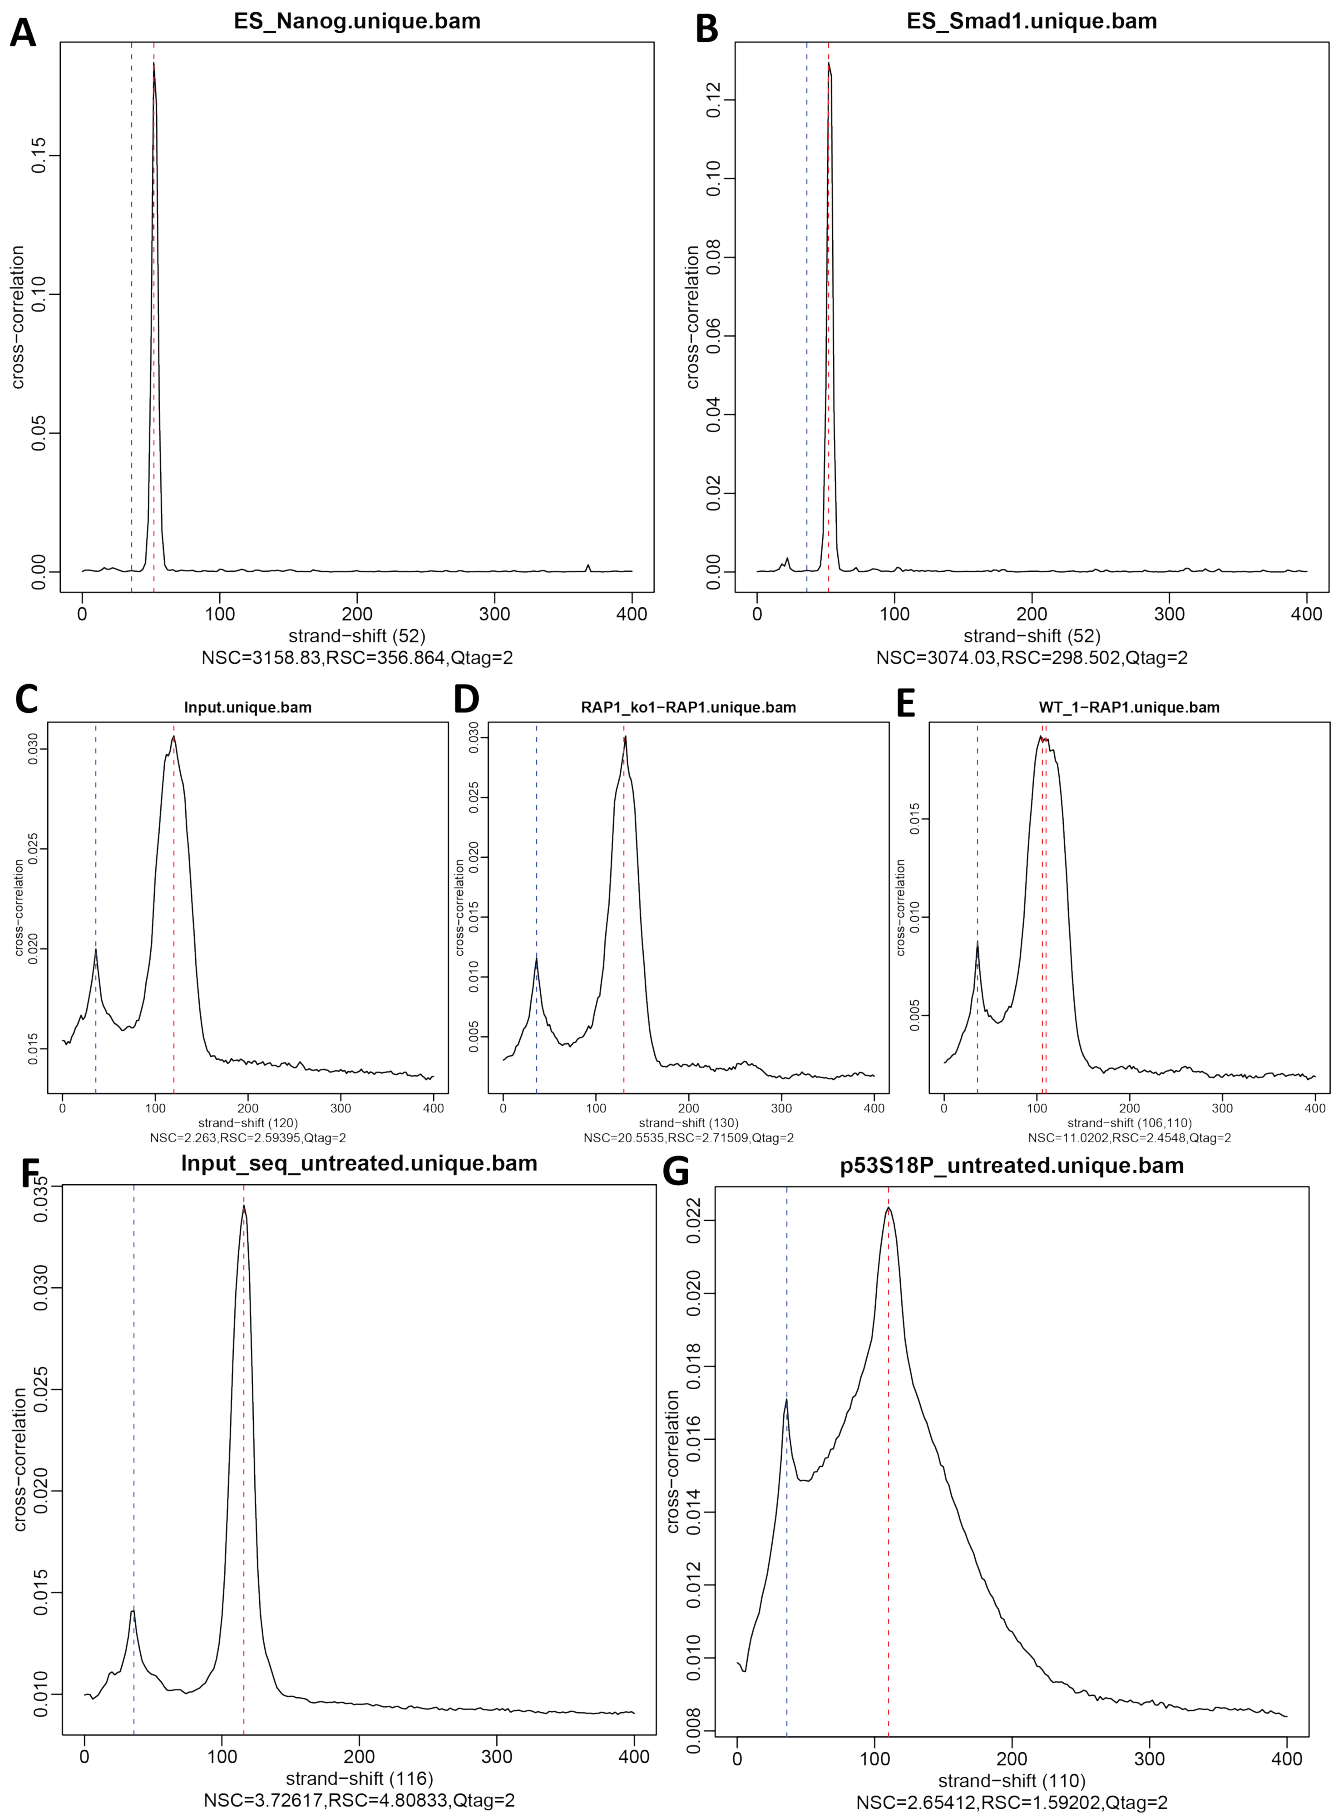 A
ES_Nanog.unique.bam
cross−correlation
0.00 0.05 0.10 0.15
0 100 200 300 400
strand−shift (52)
NSC=3158.83,RSC=356.864,Qtag=2
B
ES_Smad1.unique.bam
cross−correlation
0.00 0.02 0.04 0.06 0.08 0.10 0.12
0 100 200 300 400
strand−shift (52)
NSC=3074.03,RSC=298.502,Qtag=2
C
Input.unique.bam
cross−correlation
0.015 0.020 0.025 0.030
0 100 200 300 400
strand−shift (120)
NSC=2.263,RSC=2.59395,Qtag=2
D
RAP1_ko1−RAP1.unique.bam
cross−correlation
0.005 0.010 0.015 0.020 0.025 0.030
0 100 200 300 400
strand−shift (130)
NSC=20.5535,RSC=2.71509,Qtag=2
E
WT_1−RAP1.unique.bam
cross−correlation
0.005 0.010 0.015
0 100 200 300 400
strand−shift (106,110)
NSC=11.0202,RSC=2.4548,Qtag=2
F
Input_seq_untreated.unique.bam
cross−correlation
0.010 0.015 0.020 0.025 0.030 0.035
0 100 200 300 400
strand−shift (116)
NSC=3.72617,RSC=4.80833,Qtag=2
G
p53S18P_untreated.unique.bam
cross−correlation
0.008 0.010 0.012 0.014 0.016 0.018 0.020 0.022
0 100 200 300 400
strand−shift (110)
NSC=2.65412,RSC=1.59202,Qtag=2